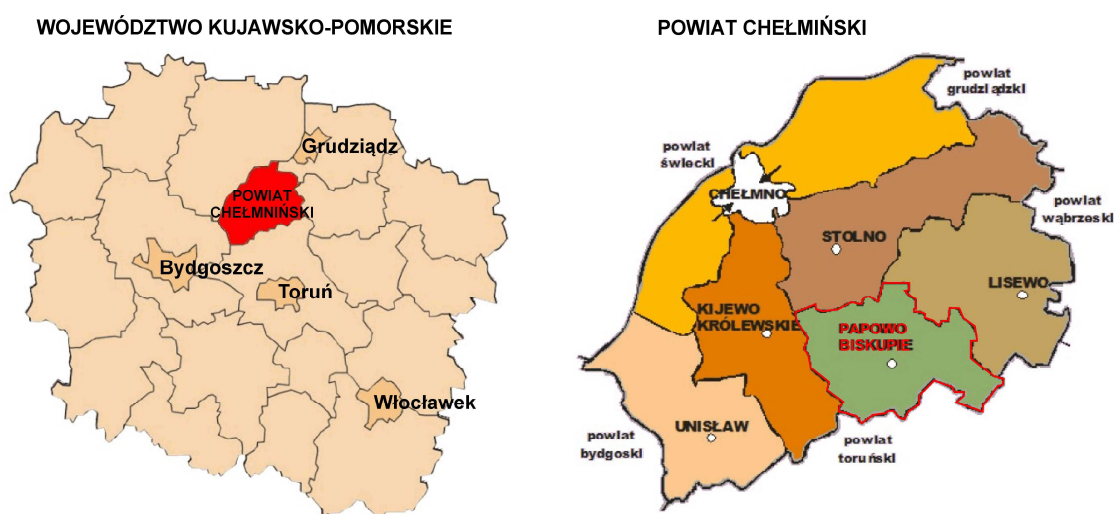 WOJEWÓDZTWO KUJAWSKO-POMORSKIE
Grudziądz
POWIAT
CHEŁMNIŃSKI
Bydgoszcz
Toruń
Włocławek
POWIAT CHEŁMIŃSKI
powiat
grudziądzki
powiat
świecki
CHEŁMNO
powiat
wąbrzeski
STOLNO
LISEWO
KIJEWO
KRÓLEWSKIE
PAPOWO
BISKUPIE
UNISŁAW
powiat
bydgoski
powiat
toruński